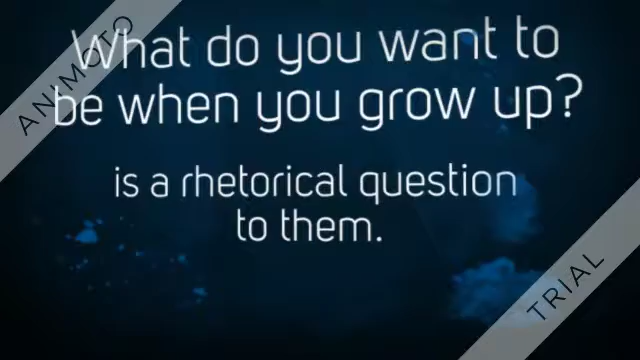 What do you want to
be when you grow up?
is a rhetorical question
to them.
ANIMOTO
TRIAL